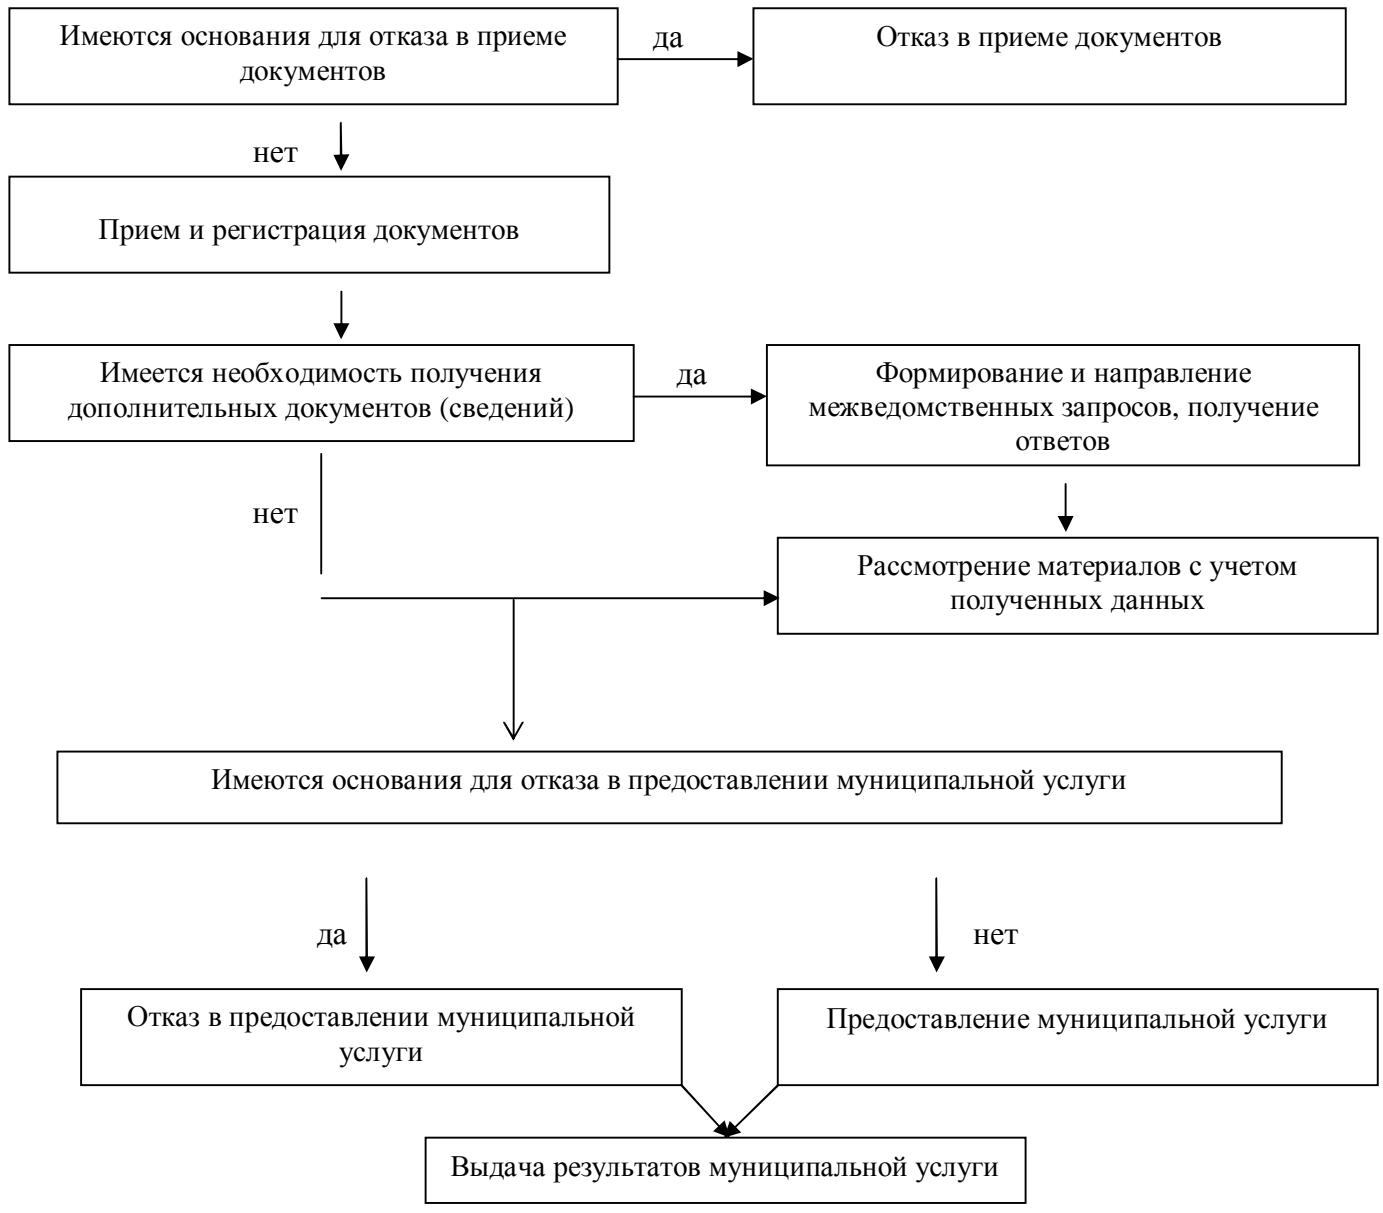 Имеются основания для отказа в приеме
документов
да
Отказ в приеме документов
нет
Прием и регистрация документов
Имеется необходимость получения
дополнительных документов (сведений)
да
Формирование и направление
межведомственных запросов, получение
ответов
нет
Рассмотрение материалов с учетом
полученных данных
Имеются основания для отказа в предоставлении муниципальной услуги
да
нет
Отказ в предоставлении муниципальной
услуги
Предоставление муниципальной услуги
Выдача результатов муниципальной услуги